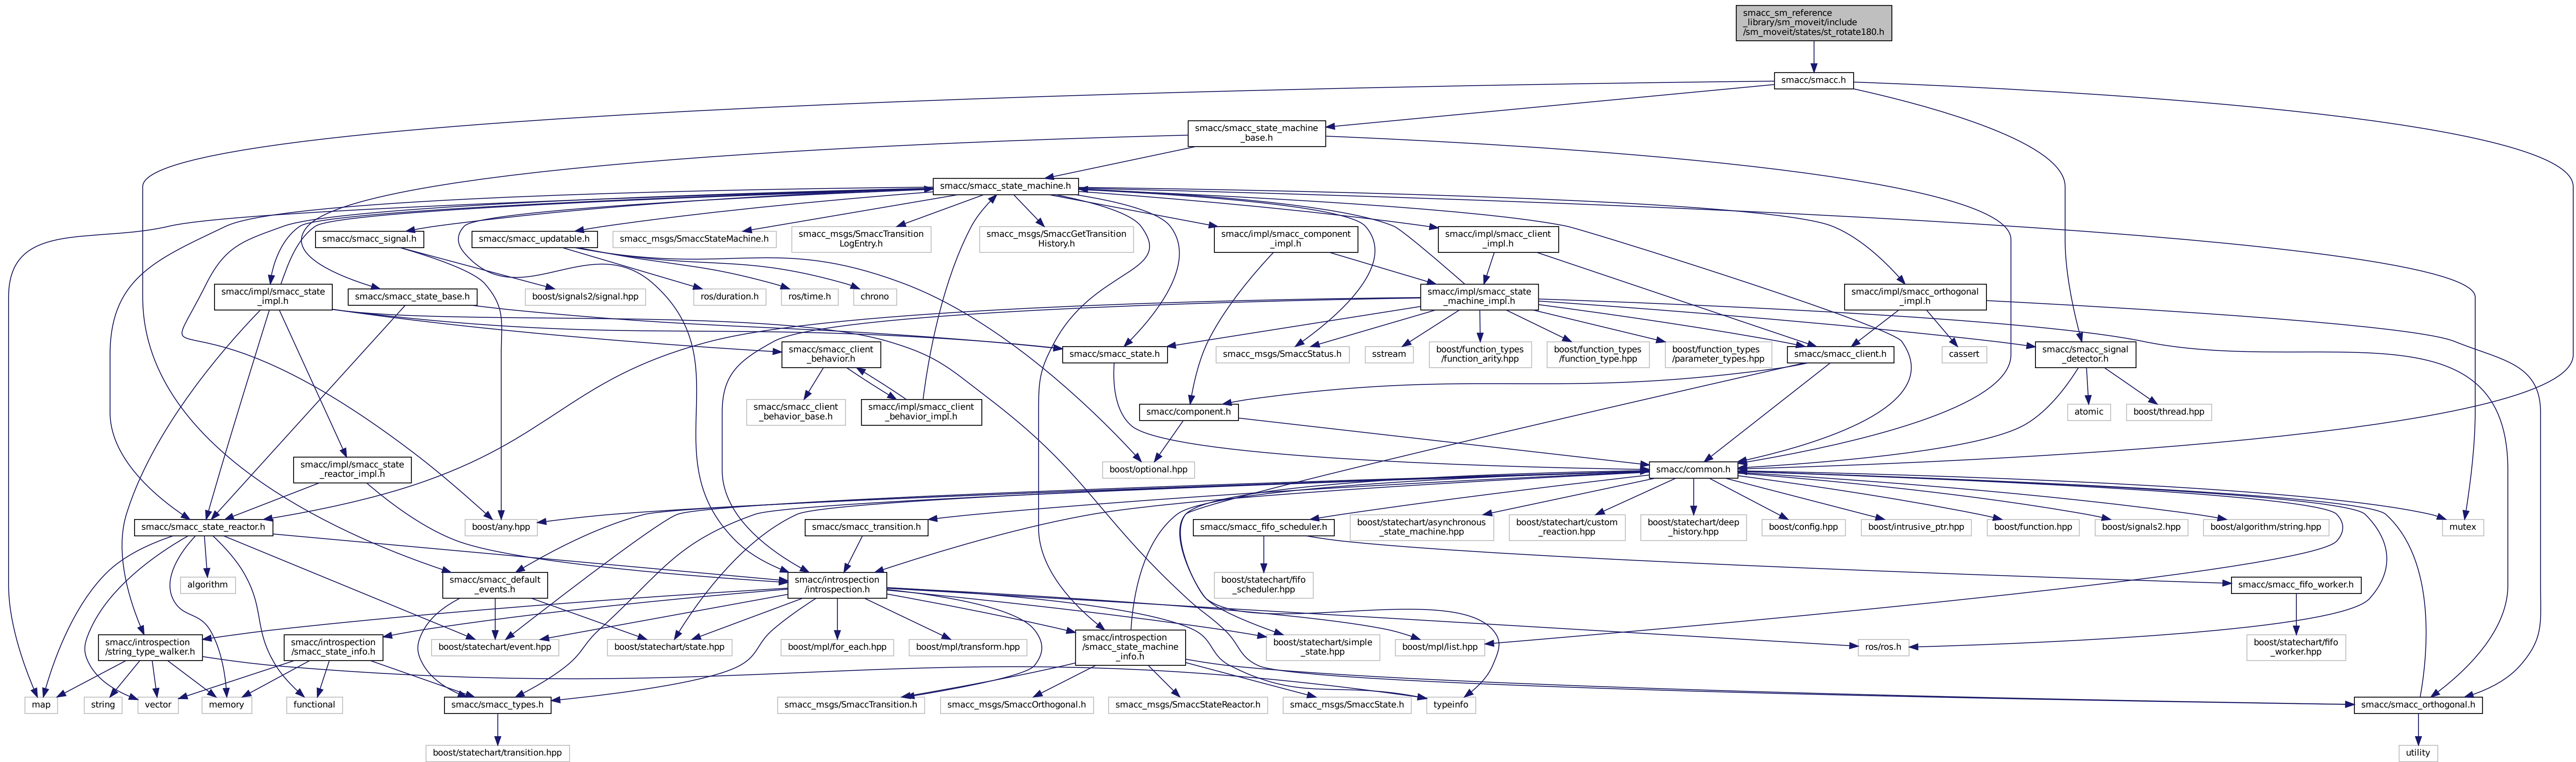 smacc_sm_reference
_library/sm_moveit/include
/sm_moveit/states/st_rotate180.h
smacc/smacc.h
smacc/smacc_state_machine
_base.h
smacc/smacc_state_machine.h
smacc/smacc_signal.h
smacc/smacc_updatable.h
smacc_msgs/SmaccStateMachine.h
smacc_msgs/SmaccTransition
LogEntry.h
smacc_msgs/SmaccGetTransition
History.h
smacc/impl/smacc_component
_impl.h
smacc/impl/smacc_client
_impl.h
smacc/impl/smacc_state
_impl.h
smacc/smacc_state_base.h
boost/signals2/signal.hpp
ros/duration.h
ros/time.h
chrono
smacc/impl/smacc_state
_machine_impl.h
smacc/impl/smacc_orthogonal
_impl.h
smacc/smacc_client
_behavior.h
smacc/smacc_state.h
smacc_msgs/SmaccStatus.h
sstream
boost/function_types
/function_arity.hpp
boost/function_types
/function_type.hpp
boost/function_types
/parameter_types.hpp
smacc/smacc_client.h
cassert
smacc/smacc_signal
_detector.h
smacc/smacc_client
_behavior_base.h
smacc/impl/smacc_client
_behavior_impl.h
smacc/component.h
atomic
boost/thread.hpp
smacc/impl/smacc_state
_reactor_impl.h
boost/optional.hpp
smacc/common.h
smacc/smacc_state_reactor.h
boost/any.hpp
smacc/smacc_transition.h
smacc/smacc_fifo_scheduler.h
boost/statechart/asynchronous
_state_machine.hpp
boost/statechart/custom
_reaction.hpp
boost/statechart/deep
_history.hpp
boost/config.hpp
boost/intrusive_ptr.hpp
boost/function.hpp
boost/signals2.hpp
boost/algorithm/string.hpp
mutex
algorithm
smacc/smacc_default
_events.h
smacc/introspection
/introspection.h
boost/statechart/fifo
_scheduler.hpp
smacc/smacc_fifo_worker.h
smacc/introspection
/string_type_walker.h
smacc/introspection
/smacc_state_info.h
boost/statechart/event.hpp
boost/statechart/state.hpp
boost/mpl/for_each.hpp
boost/mpl/transform.hpp
smacc/introspection
/smacc_state_machine
_info.h
boost/statechart/simple
_state.hpp
boost/mpl/list.hpp
ros/ros.h
boost/statechart/fifo
_worker.hpp
map
string
vector
memory
functional
smacc/smacc_types.h
smacc_msgs/SmaccTransition.h
smacc_msgs/SmaccOrthogonal.h
smacc_msgs/SmaccStateReactor.h
smacc_msgs/SmaccState.h
typeinfo
smacc/smacc_orthogonal.h
boost/statechart/transition.hpp
utility